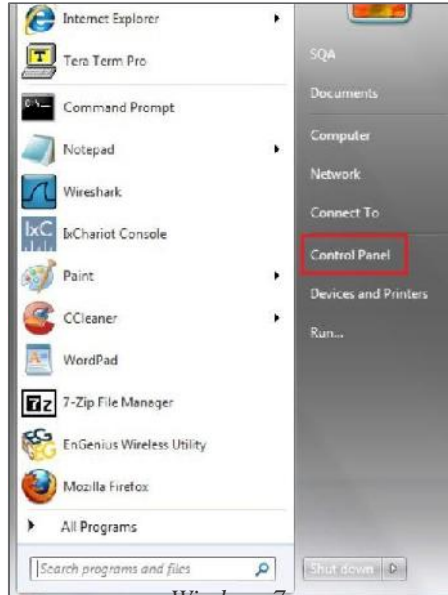 Internet Explorer
Tera Term Pro
Command Prompt
Notepad
Wireshark
IxC
IxChariot Console
Paint
CCleaner
WordPad
7z
7-Zip File Manager
EnGenius Wireless Utility
Mozilla Firefox
All Programs
Search programs and files
SQA
Documents
Computer
Network
Connect To
Control Panel
Devices and Printers
Run...
Shut down